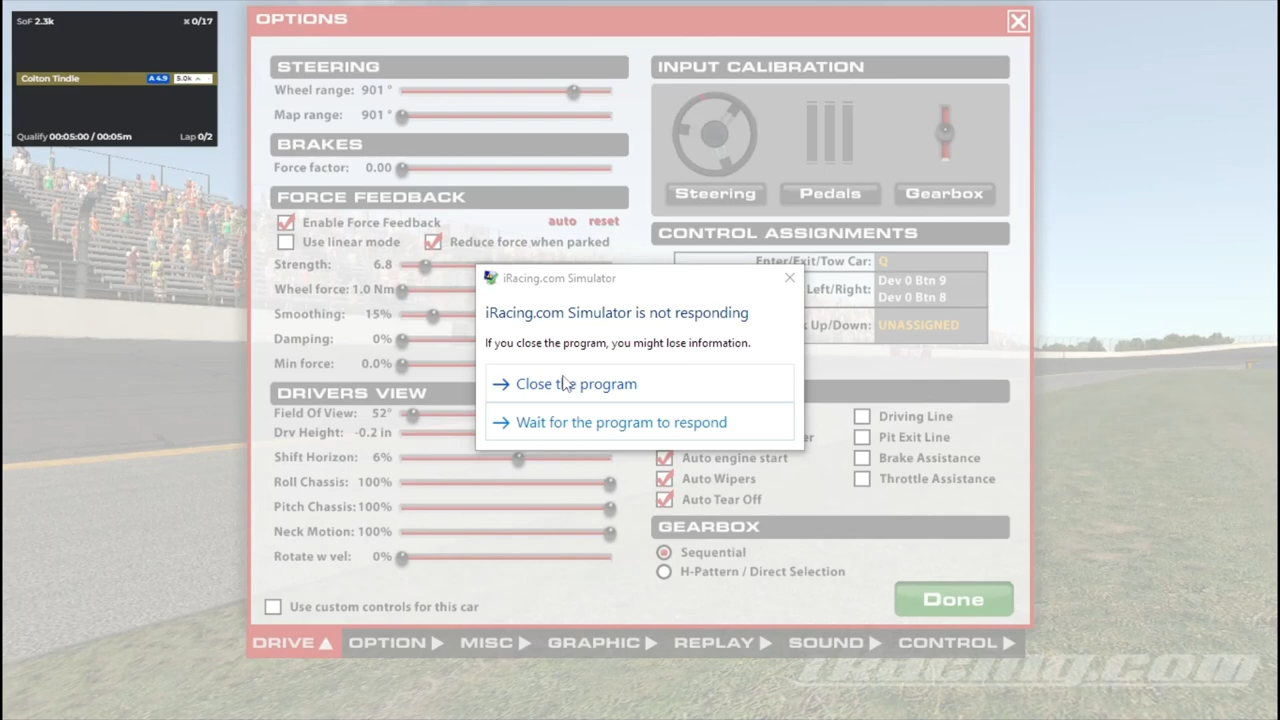 SoF 2.3k
0/17
Colton Tindle
A 4.9
5.0k
Qualify 00:05:00 / 00:05m
Lap 0/2
OPTIONS
STEERING
Wheel range: 901 °
Map range: 901 °
BRAKES
Force factor: 0.00
FORCE FEEDBACK
Enable Force Feedback
auto
reset
Use linear mode
Reduce force when parked
Strength: 6.8
Wheel force: 1.0 Nm
Smoothing: 15%
Damping: 0%
Min force: 0.0%
DRIVERS VIEW
Field Of View: 52°
Drv Height: -0.2 in
Shift Horizon: 6%
Roll Chassis: 100%
Pitch Chassis: 100%
Neck Motion: 100%
Rotate w vel: 0%
Use custom controls for this car
INPUT CALIBRATION
Steering
Pedals
Gearbox
CONTROL ASSIGNMENTS
Enter/Exit/Tow Car: Q
Left/Right: Dev 0 Btn 9
Dev 0 Btn 8
Up/Down: UNASSIGNED
iRacing.com Simulator
iRacing.com Simulator is not responding
If you close the program, you might lose information.
Close the program
Wait for the program to respond
Driving Line
Pit Exit Line
Auto engine start
Brake Assistance
Auto Wipers
Throttle Assistance
Auto Tear Off
GEARBOX
Sequential
H-Pattern / Direct Selection
Done
DRIVE
OPTION
MISC
GRAPHIC
REPLAY
SOUND
CONTROL
iRacing.com